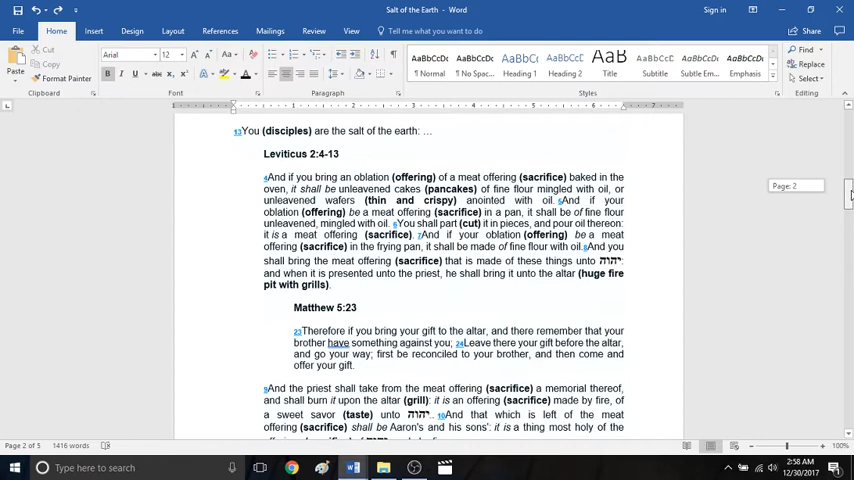 Salt of the Earth - Word
Sign in
File Home Insert Design Layout References Mailings Review View Tell me what you want to do Share
Paste Cut Copy Format Painter
Arial 12
AaBbCcDc AaBbCcDc AaBbCc AaBbCcD AaBb AaBbCcD AaBbCcDc AaBbCcDc
¶ Normal ¶ No Spac... Heading 1 Heading 2 Title Subtitle Subtle Em... Emphasis
Find Replace Select
Clipboard Font Paragraph Styles Editing
13You (disciples) are the salt of the earth: …
Leviticus 2:4-13
4And if you bring an oblation (offering) of a meat offering (sacrifice) baked in the
oven, it shall be unleavened cakes (pancakes) of fine flour mingled with oil, or
unleavened wafers (thin and crispy) anointed with oil. 5And if your
oblation (offering) be a meat offering (sacrifice) in a pan, it shall be of fine flour
unleavened, mingled with oil. 6You shall part (cut) it in pieces, and pour oil thereon:
it is a meat offering (sacrifice). 7And if your oblation (offering) be a meat
offering (sacrifice) in the frying pan, it shall be made of fine flour with oil.8And you
shall bring the meat offering (sacrifice) that is made of these things unto יהוה:
and when it is presented unto the priest, he shall bring it unto the altar (huge fire
pit with grills).
Page: 2
Matthew 5:23
23Therefore if you bring your gift to the altar, and there remember that your
brother have something against you; 24Leave there your gift before the altar,
and go your way; first be reconciled to your brother, and then come and
offer your gift.
9And the priest shall take from the meat offering (sacrifice) a memorial thereof,
and shall burn it upon the altar (grill): it is an offering (sacrifice) made by fire, of
a sweet savor (taste) unto יהוה. 10And that which is left of the meat
offering (sacrifice) shall be Aaron's and his sons': it is a thing most holy of the
Page 2 of 5 1416 words 100%
Type here to search
2:58 AM
12/30/2017